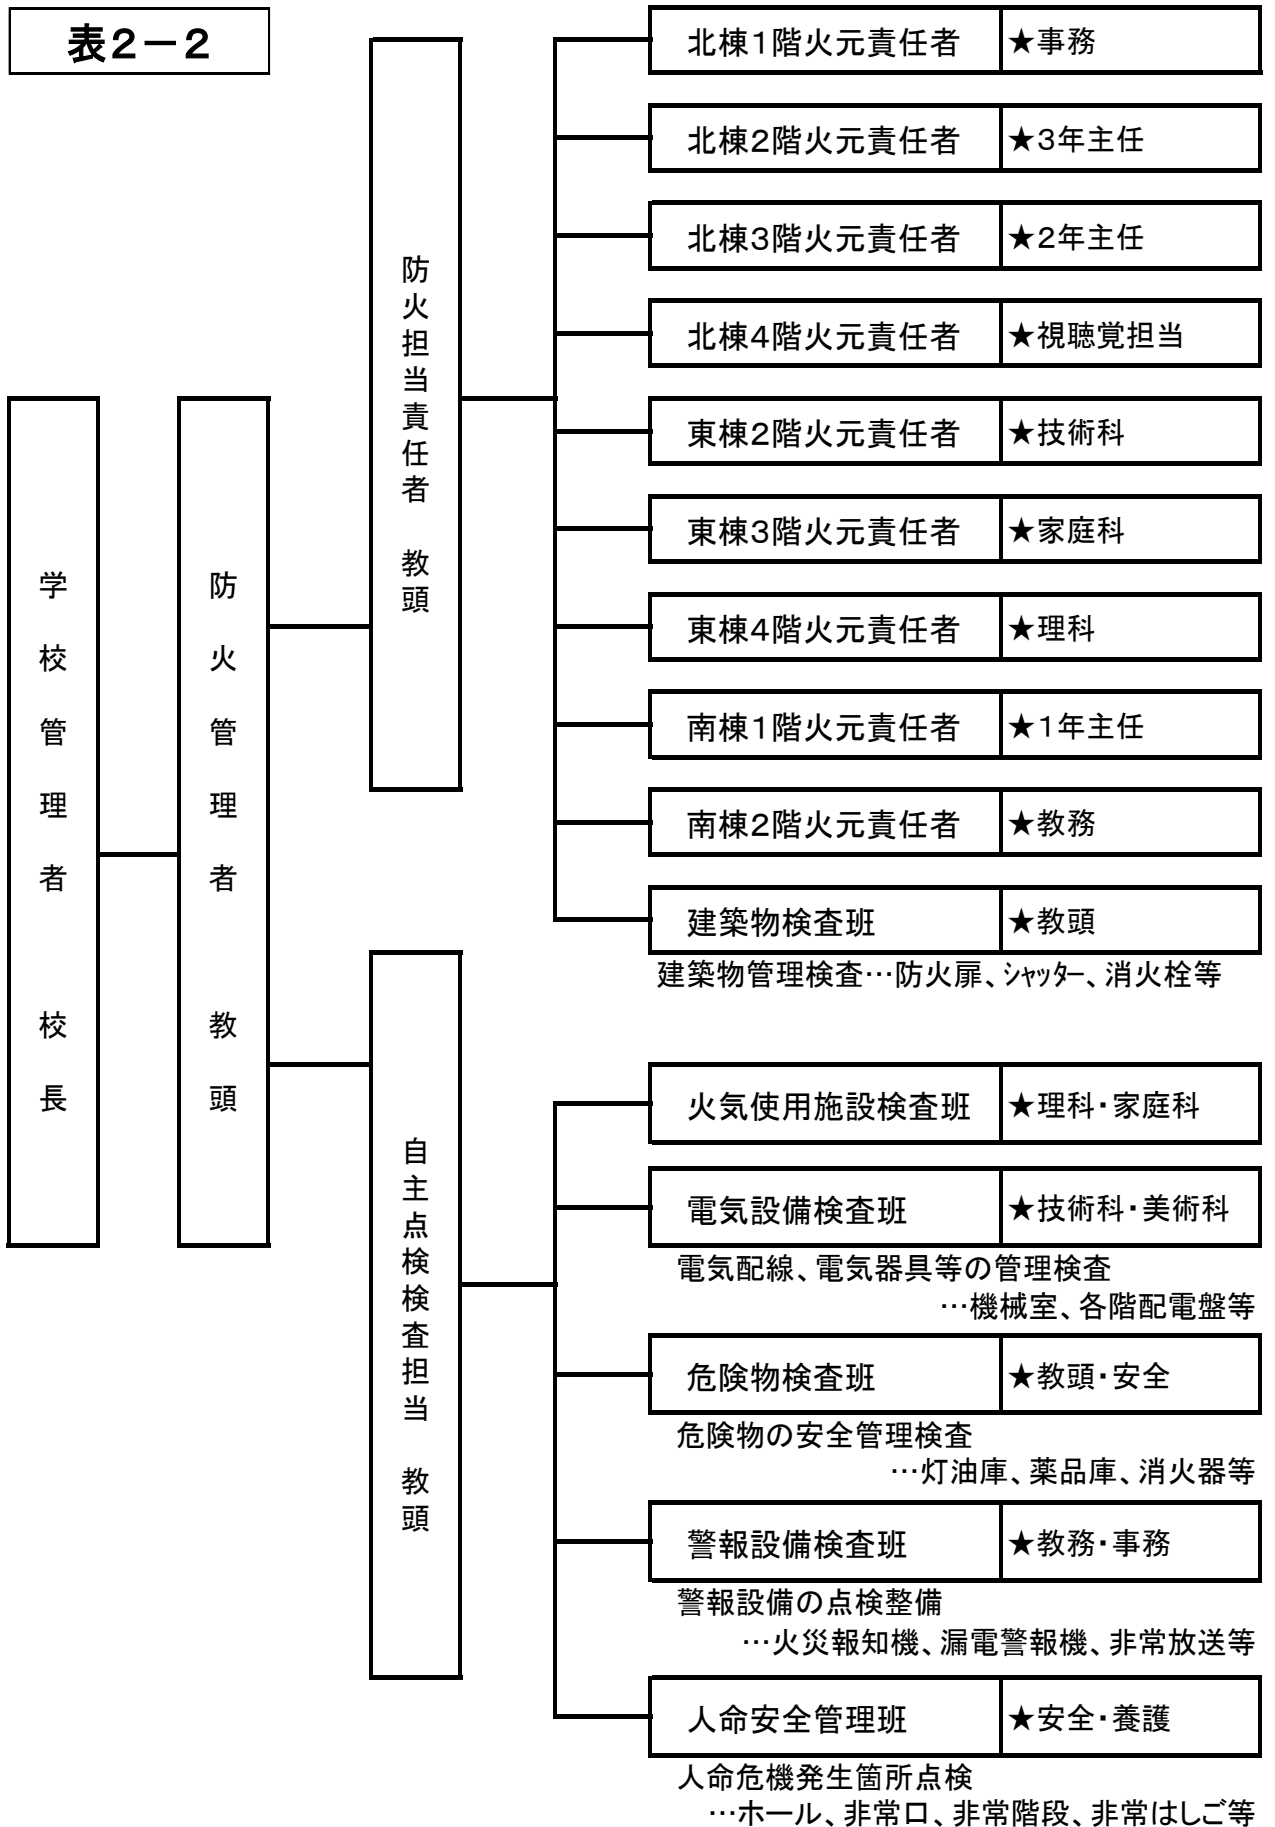 表２－２
学校管理者　校長
防火管理者　教頭
防火担当責任者　教頭
北棟１階火元責任者 ★事務
北棟２階火元責任者 ★３年主任
北棟３階火元責任者 ★２年主任
北棟４階火元責任者 ★視聴覚担当
東棟２階火元責任者 ★技術科
東棟３階火元責任者 ★家庭科
東棟４階火元責任者 ★理科
南棟１階火元責任者 ★１年主任
南棟２階火元責任者 ★教務
建築物検査班 ★教頭
建築物管理検査…防火扉、ｼｬｯﾀｰ、消火栓等
自主点検検査担当　教頭
火気使用施設検査班 ★理科・家庭科
電気設備検査班 ★技術科・美術科
電気配線、電気器具等の管理検査
…機械室、各階配電盤等
危険物検査班 ★教頭・安全
危険物の安全管理検査
…灯油庫、薬品庫、消火器等
警報設備検査班 ★教務・事務
警報設備の点検整備
…火災報知機、漏電警報機、非常放送等
人命安全管理班 ★安全・養護
人命危機発生箇所点検
…ホール、非常口、非常階段、非常はしご等